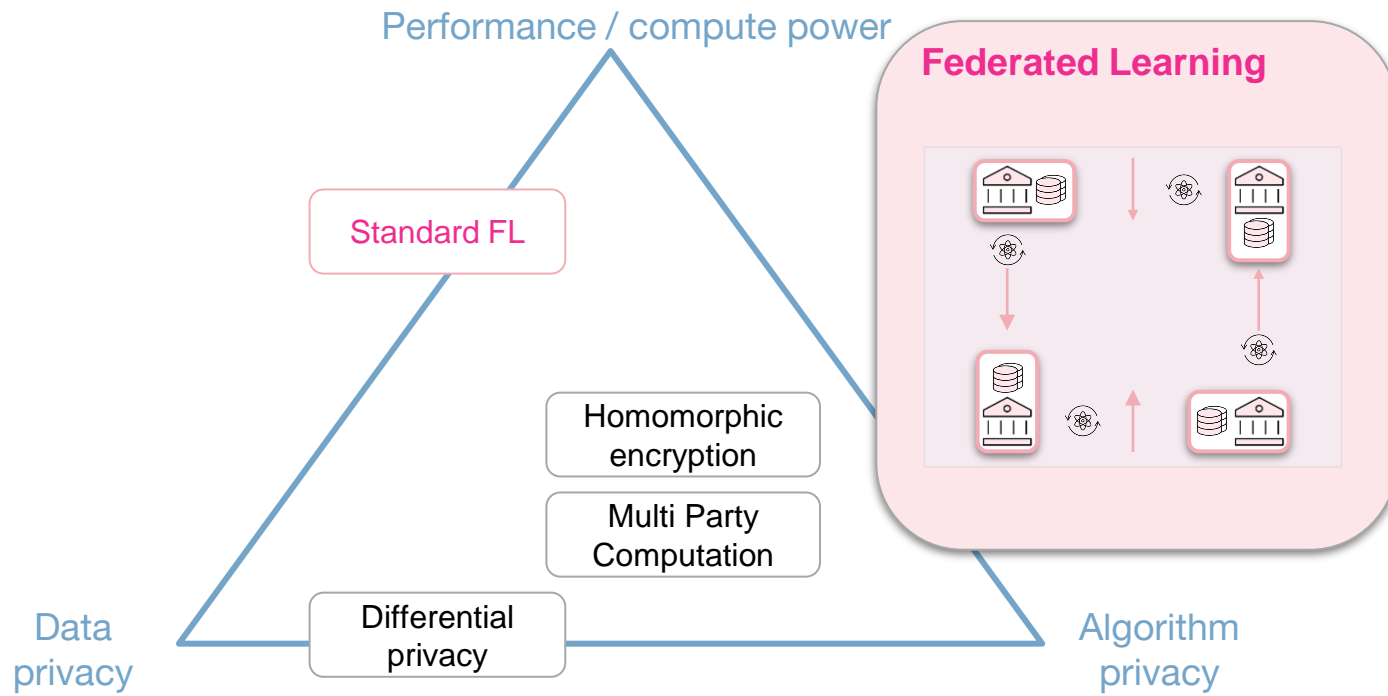 Performance / compute power
Federated Learning
Standard FL
Homomorphic
encryption
Multi Party
Computation
Differential
privacy
Data
privacy
Algorithm
privacy